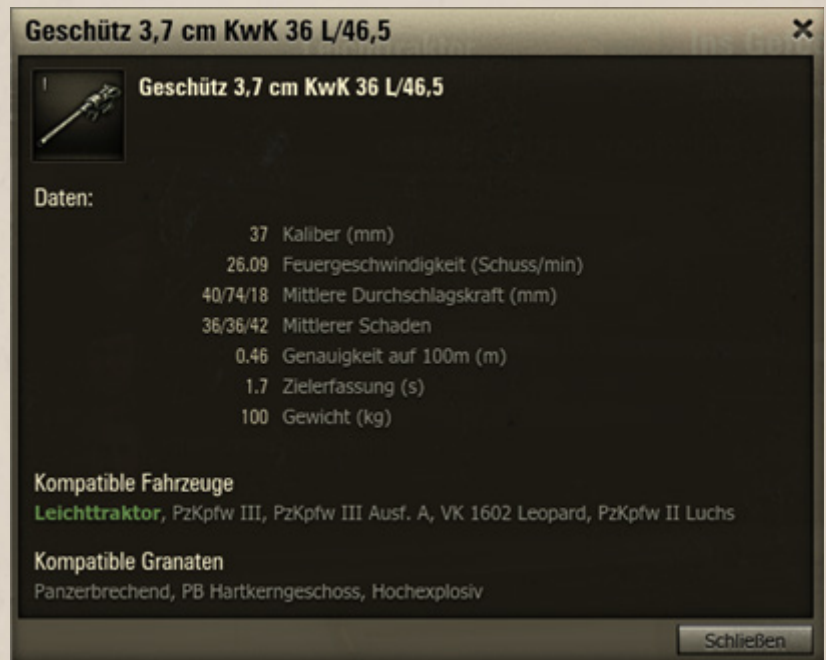 Geschütz 3,7 cm KwK 36 L/46,5
I
Geschütz 3,7 cm KwK 36 L/46,5
Daten:
37 Kaliber (mm)
26.09 Feuergeschwindigkeit (Schuss/min)
40/74/18 Mittlere Durchschlagskraft (mm)
36/36/42 Mittlerer Schaden
0.46 Genauigkeit auf 100m (m)
1.7 Zielerfassung (s)
100 Gewicht (kg)
Kompatible Fahrzeuge
Leichttraktor, PzKpfw III, PzKpfw III Ausf. A, VK 1602 Leopard, PzKpfw II Luchs
Kompatible Granaten
Panzerbrechend, PB Hartkerngeschoss, Hochexplosiv
Schließen